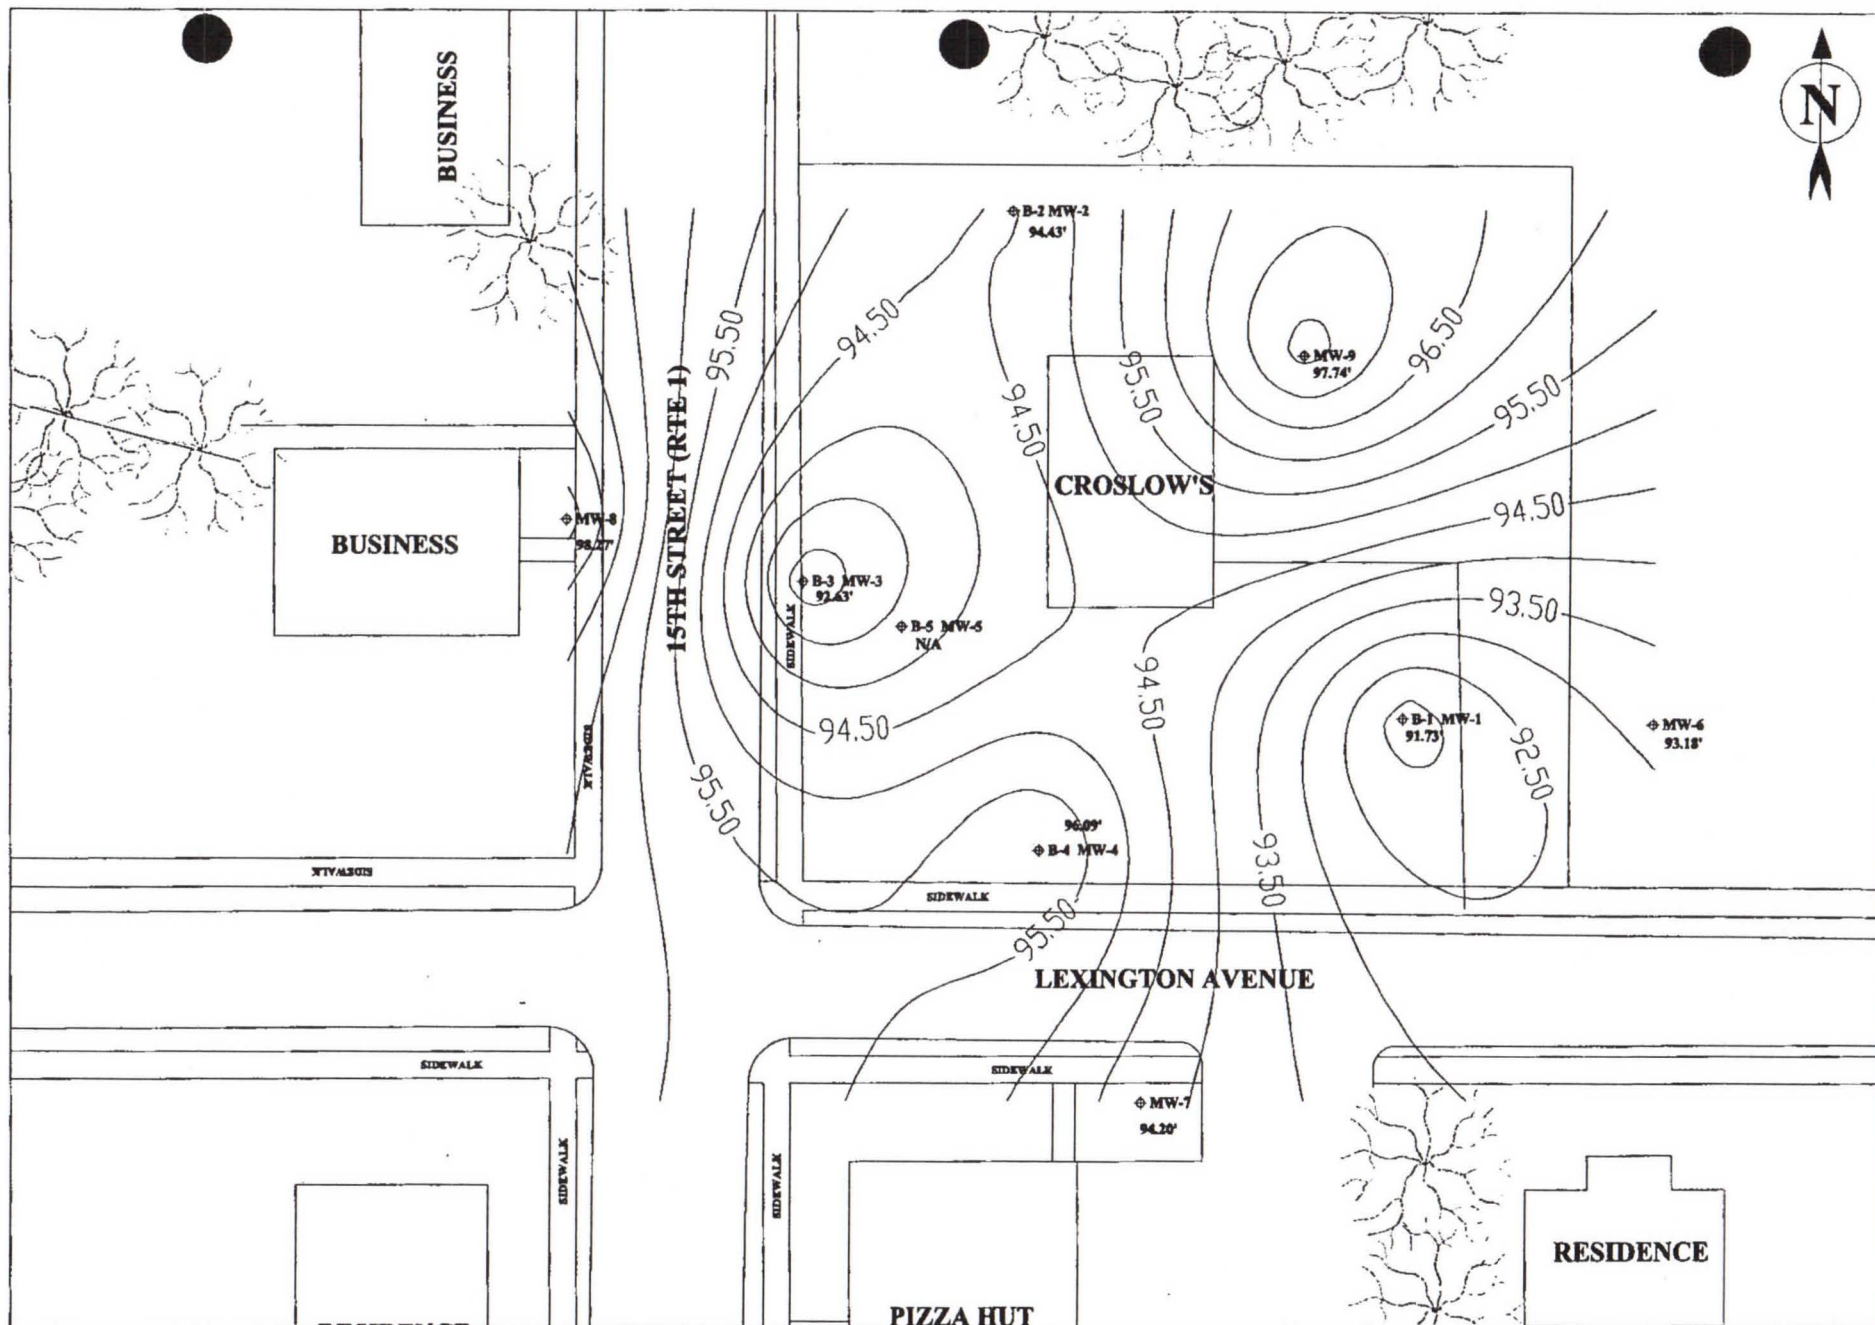 BUSINESS
N
B-2 MW-2
94.43'
95.50
94.50
96.50
MW-9
97.74'
95.50
95.50
94.50
15TH STREET (RTE 1)
CROSLOW'S
94.50
MW-8
98.27'
BUSINESS
B-3 MW-3
92.63'
SIDEWALK
B-5 MW-5
N/A
93.50
94.50
94.50
B-1 MW-1
91.73'
MW-6
93.18'
92.50
SIDEWALK
95.50
96.09'
B-4 MW-4
93.50
SIDEWALK
SIDEWALK
95.50
LEXINGTON AVENUE
SIDEWALK
SIDEWALK
MW-7
94.20'
SIDEWALK
SIDEWALK
RESIDENCE
PIZZA HUT